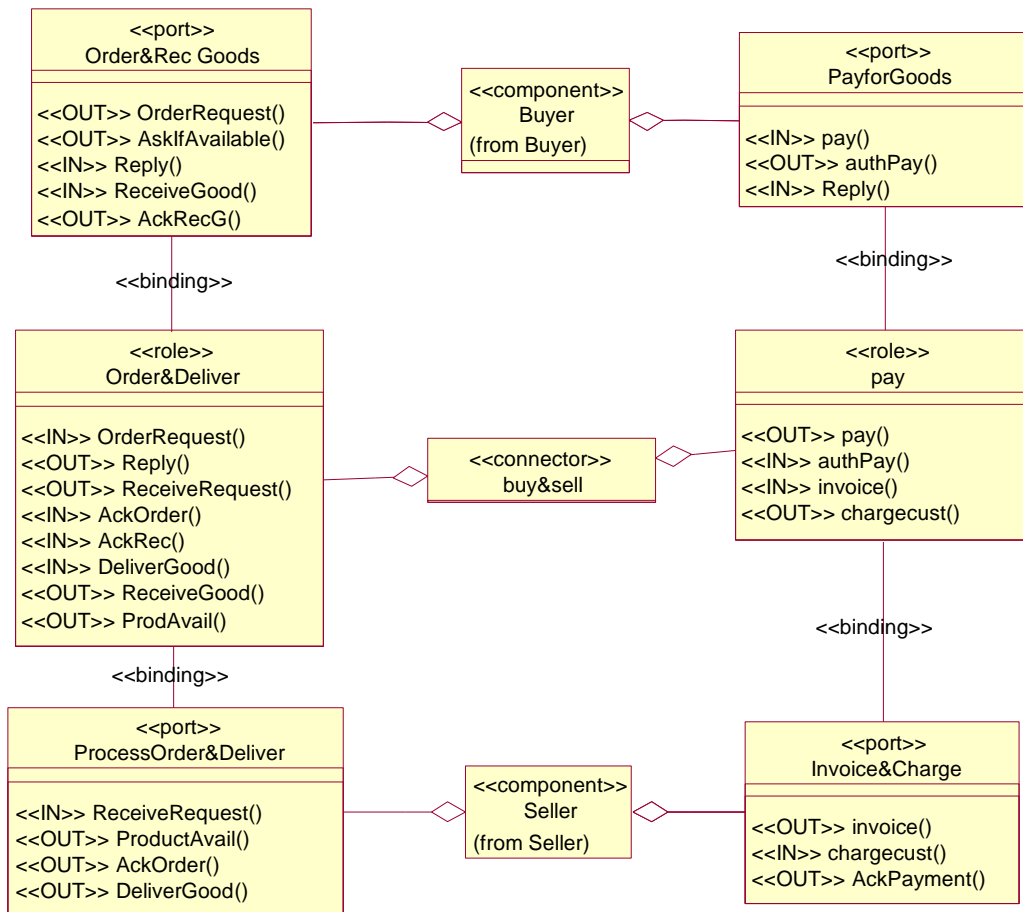 <<port>>
Order&Rec Goods
<<OUT>> OrderRequest()
<<OUT>> AskIfAvailable()
<<IN>> Reply()
<<IN>> ReceiveGood()
<<OUT>> AckRecG()
<<component>>
Buyer
(from Buyer)
<<port>>
PayforGoods
<<IN>> pay()
<<OUT>> authPay()
<<IN>> Reply()
<<binding>>
<<binding>>
<<role>>
Order&Deliver
<<IN>> OrderRequest()
<<OUT>> Reply()
<<OUT>> ReceiveRequest()
<<IN>> AckOrder()
<<IN>> AckRec()
<<IN>> DeliverGood()
<<OUT>> ReceiveGood()
<<OUT>> ProdAvail()
<<connector>>
buy&sell
<<role>>
pay
<<OUT>> pay()
<<IN>> authPay()
<<IN>> invoice()
<<OUT>> chargecust()
<<binding>>
<<binding>>
<<port>>
ProcessOrder&Deliver
<<IN>> ReceiveRequest()
<<OUT>> ProductAvail()
<<OUT>> AckOrder()
<<OUT>> DeliverGood()
<<component>>
Seller
(from Seller)
<<port>>
Invoice&Charge
<<OUT>> invoice()
<<IN>> chargecust()
<<OUT>> AckPayment()